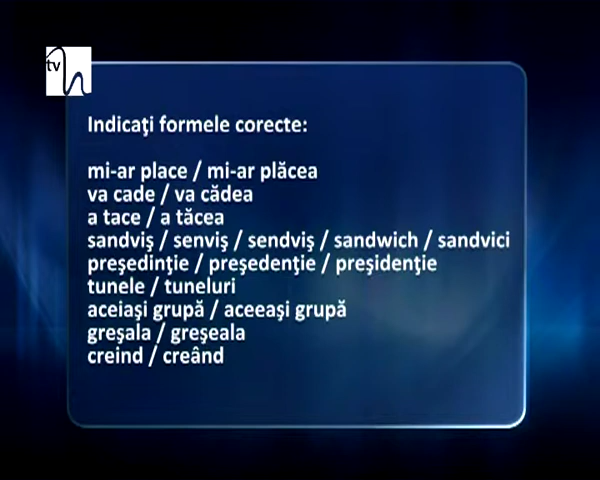 tv
Indicaţi formele corecte:
mi-ar place / mi-ar plăcea
va cade / va cădea
a tace / a tăcea
sandviş / senviş / sendviş / sandwich / sandvici
preşedinţie / preşedenţie / preşidenţie
tunele / tuneluri
aceiaşi grupă / aceeaşi grupă
greşala / greşeala
creind / creând